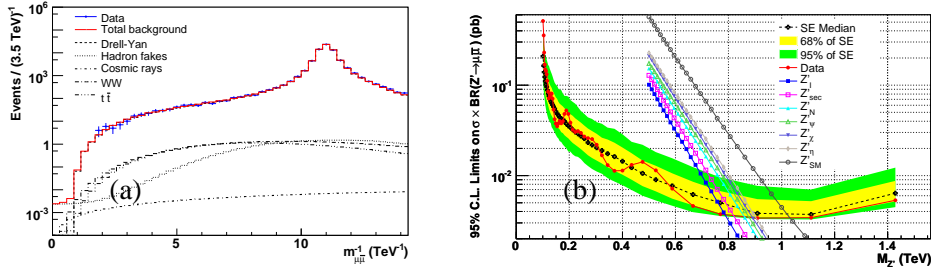 Events / (3.5 TeV)-1
10^6
10^3
1
10^-3
Data
Total background
Drell-Yan
Hadron fakes
Cosmic rays
WW
t t̅
(a)
0
5
10
m-1 μμ̅ (TeV-1)
95% C.L. Limits on σ × BR(Z'→μμ̅) (pb)
10^-1
10^-2
SE Median
68% of SE
95% of SE
Data
Z'I
Z'sec
Z'N
Z'ψ
Z'χ
Z'η
Z'SM
(b)
0
0.2
0.4
0.6
0.8
1
1.2
1.4
MZ' (TeV)